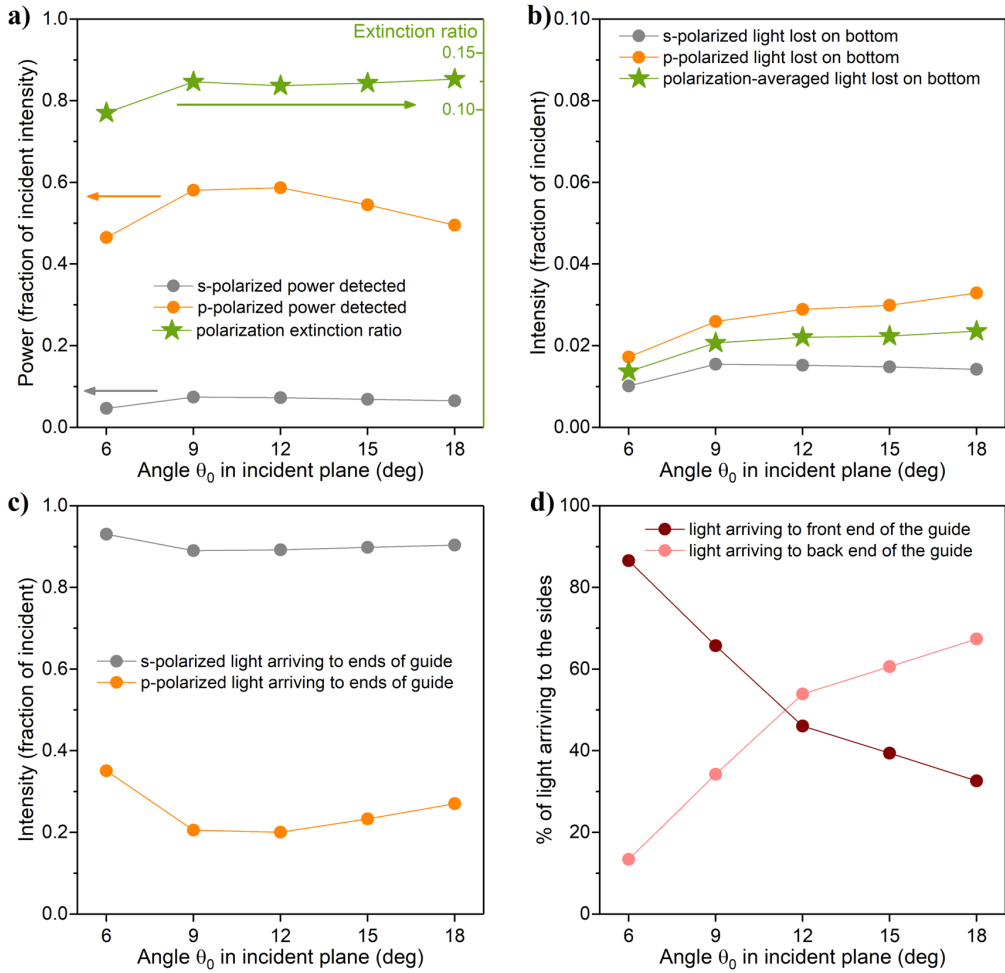 a)
Extinction ratio
1.0
0.8
0.6
0.4
0.2
0.0
0.15
0.10
Power (fraction of incident intensity)
s-polarized power detected
p-polarized power detected
polarization extinction ratio
6 9 12 15 18
Angle θ₀ in incident plane (deg)
b)
0.10
0.08
0.06
0.04
0.02
0.00
Intensity (fraction of incident)
s-polarized light lost on bottom
p-polarized light lost on bottom
polarization-averaged light lost on bottom
6 9 12 15 18
Angle θ₀ in incident plane (deg)
c)
1.0
0.8
0.6
0.4
0.2
0.0
Intensity (fraction of incident)
s-polarized light arriving to ends of guide
p-polarized light arriving to ends of guide
6 9 12 15 18
Angle θ₀ in incident plane (deg)
d)
100
80
60
40
20
0
% of light arriving to the sides
light arriving to front end of the guide
light arriving to back end of the guide
6 9 12 15 18
Angle θ₀ in incident plane (deg)